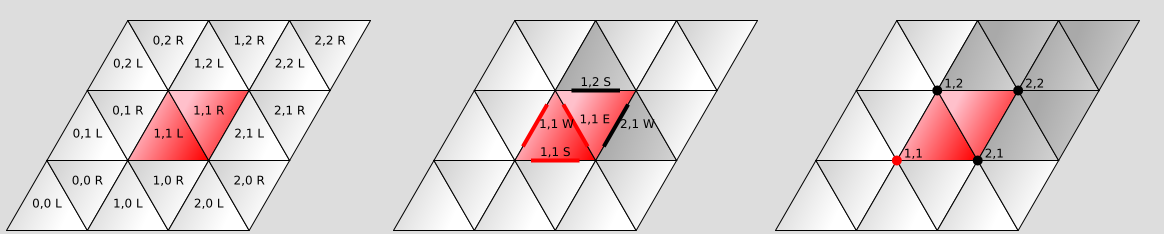 0,2 R 1,2 R 2,2 R
0,2 L 1,2 L 2,2 L
0,1 R 1,1 R 2,1 R
0,1 L 1,1 L 2,1 L
0,0 R 1,0 R 2,0 R
0,0 L 1,0 L 2,0 L
1,2 S
1,1 W 1,1 E 2,1 W
1,1 S
1,2 2,2
1,1 2,1